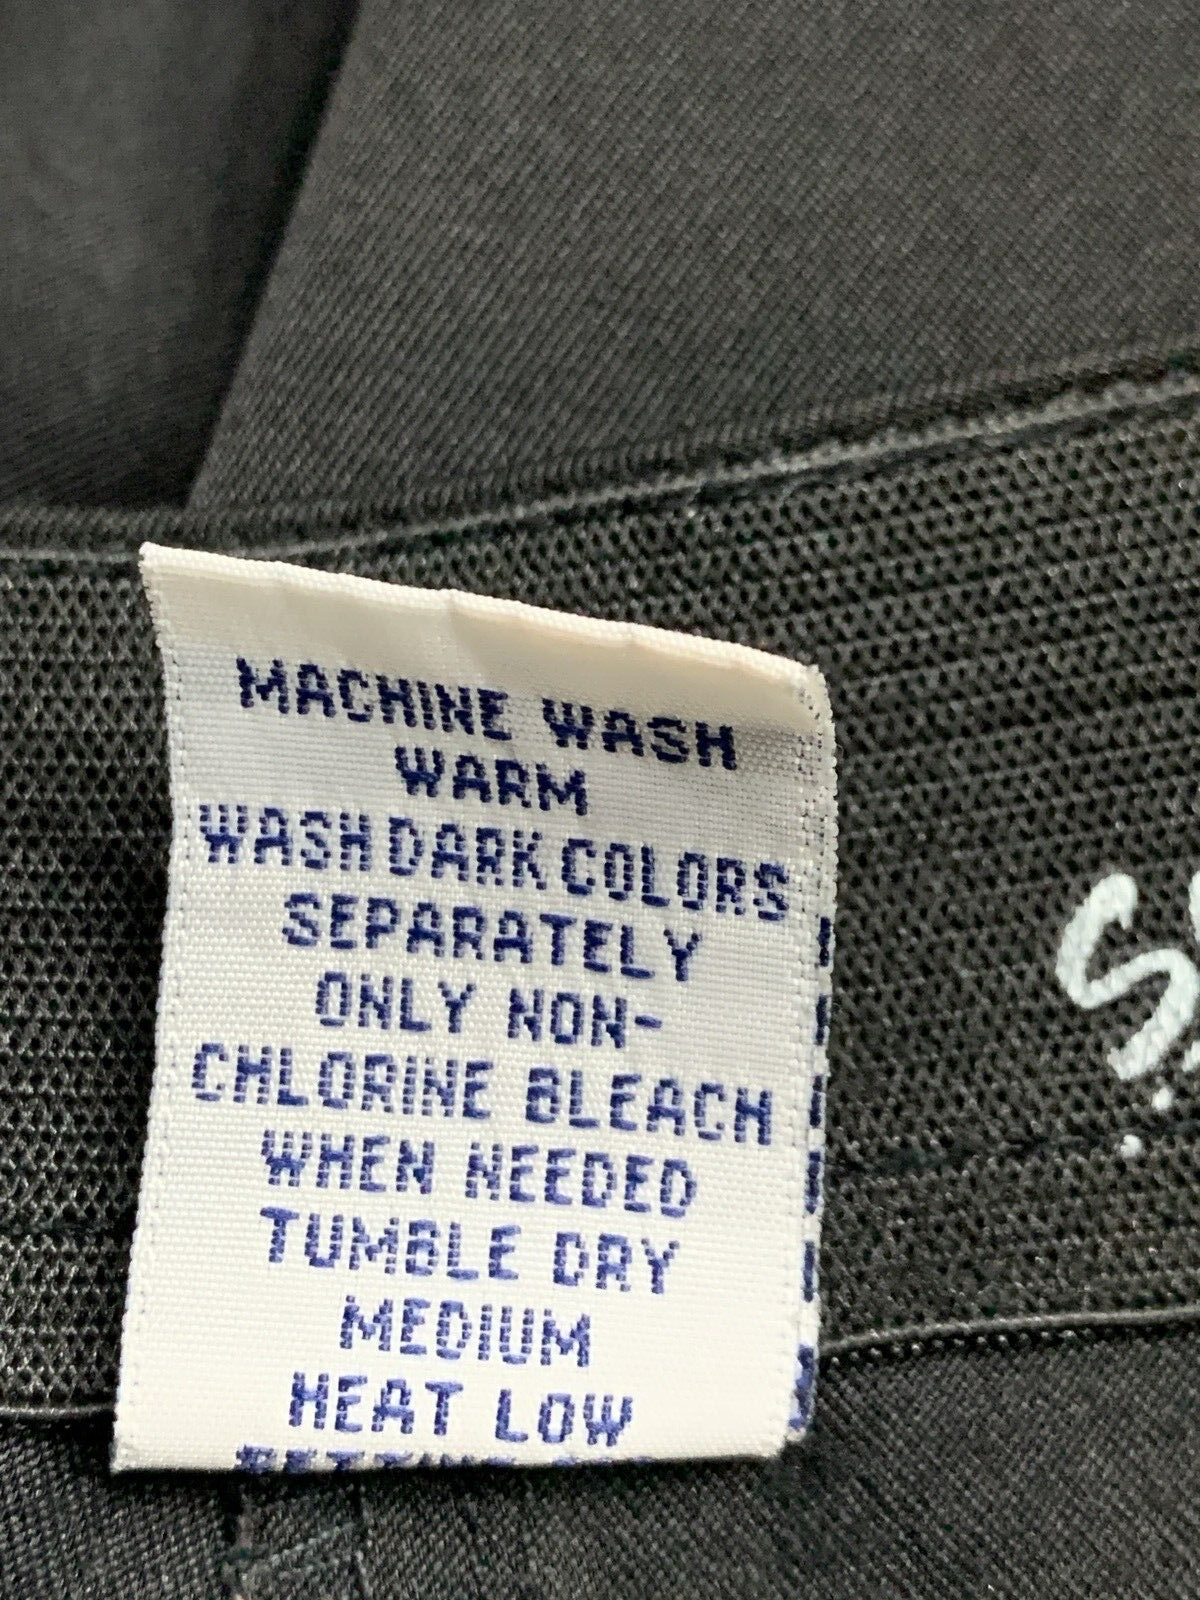 MACHINE WASH
WARM
WASH DARK COLORS
SEPARATELY
ONLY NON-
CHLORINE BLEACH
WHEN NEEDED
TUMBLE DRY
MEDIUM
HEAT LOW